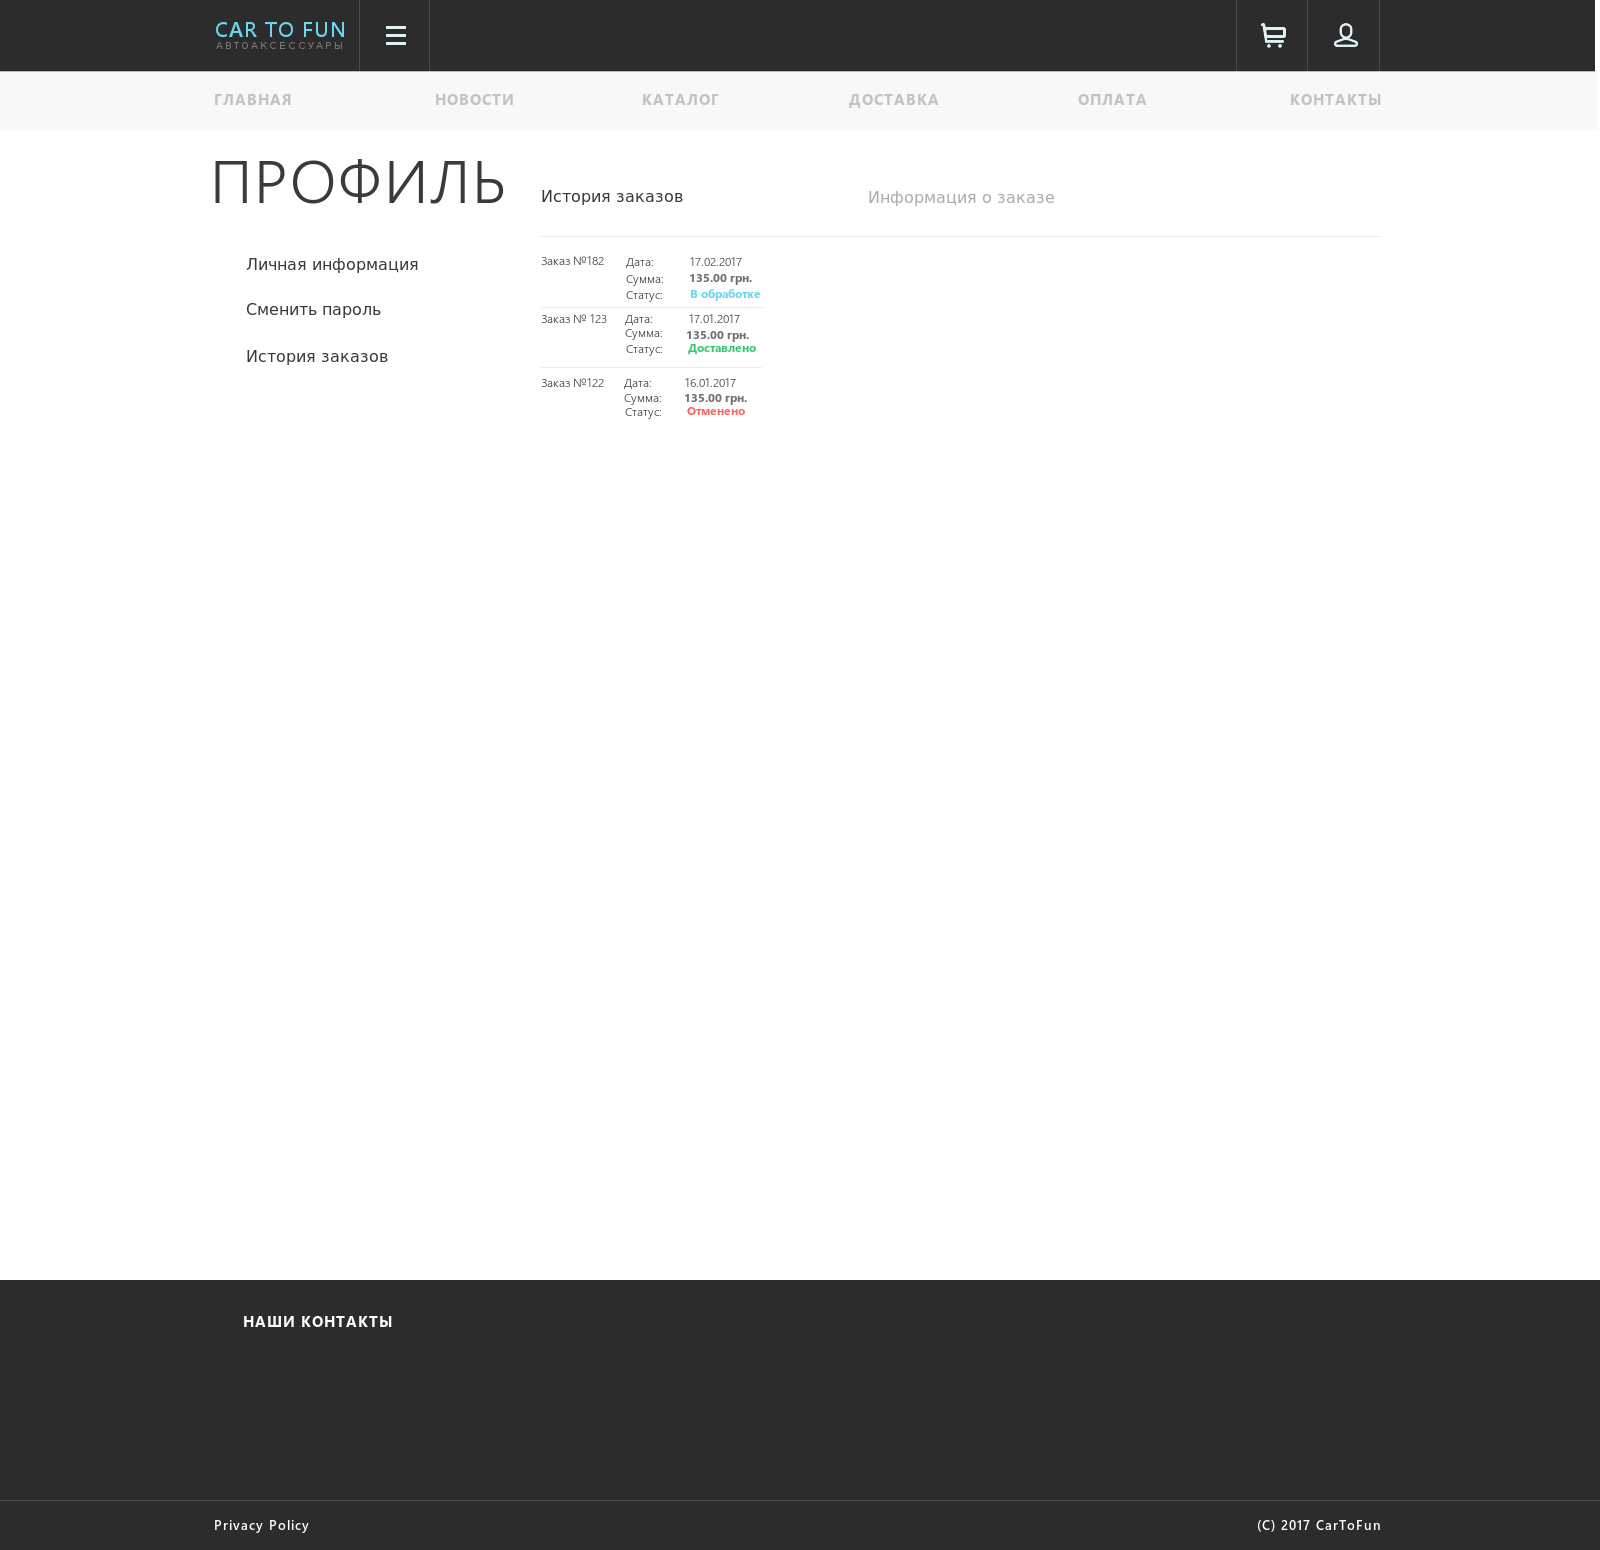 CAR TO FUN
АВТОАКСЕССУАРЫ
ГЛАВНАЯ НОВОСТИ КАТАЛОГ ДОСТАВКА ОПЛАТА КОНТАКТЫ
ПРОФИЛЬ
Личная информация
Сменить пароль
История заказов
История заказов Информация о заказе
Заказ №182 Дата: 17.02.2017
Сумма: 135.00 грн.
Статус: В обработке
Заказ № 123 Дата: 17.01.2017
Сумма: 135.00 грн.
Статус: Доставлено
Заказ №122 Дата: 16.01.2017
Сумма: 135.00 грн.
Статус: Отменено
НАШИ КОНТАКТЫ
Privacy Policy (C) 2017 CarToFun